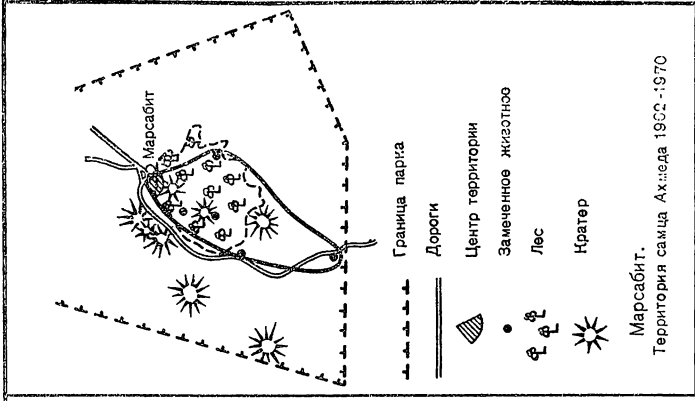 Марсабит
Граница парка
Дороги
Центр территории
Замеченное животное
Лес
Кратер
Марсабит.
Территория самца Ахмеда 1962-1970